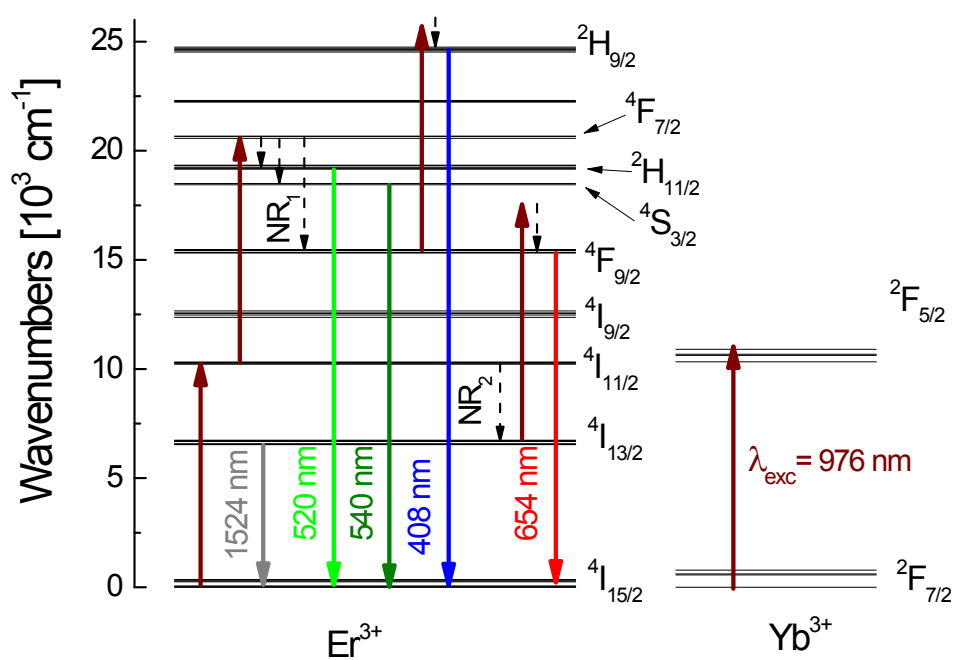 Wavenumbers [10³ cm⁻¹]
25
20
15
10
5
0
²H₉/₂
⁴F₇/₂
²H₁₁/₂
⁴S₃/₂
⁴F₉/₂
⁴I₉/₂
⁴I₁₁/₂
⁴I₁₃/₂
⁴I₁₅/₂
NR₁
NR₂
1524 nm
520 nm
540 nm
408 nm
654 nm
Er³⁺
²F₅/₂
λexc = 976 nm
²F₇/₂
Yb³⁺